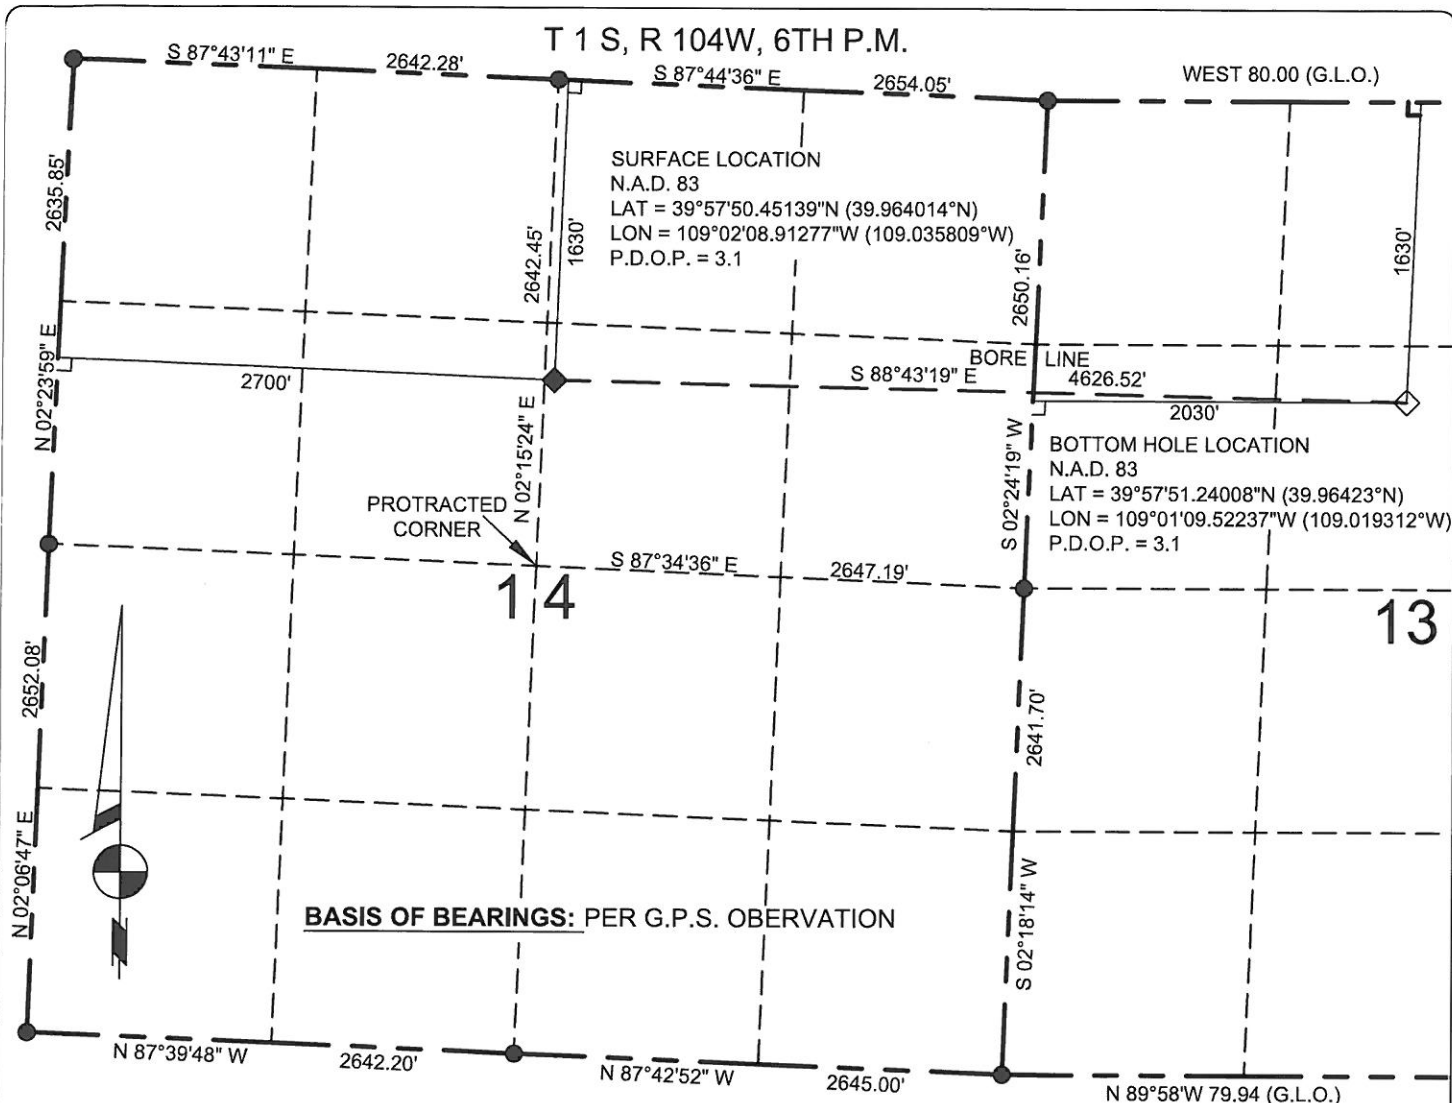 T 1 S, R 104W, 6TH P.M.
S 87°43'11" E
2642.28'
S 87°44'36" E
2654.05'
WEST 80.00 (G.L.O.)
2635.85'
SURFACE LOCATION
N.A.D. 83
LAT = 39°57'50.45139"N (39.964014°N)
LON = 109°02'08.91277"W (109.035809°W)
P.D.O.P. = 3.1
2642.45'
1630'
2650.16'
1630'
N 02°23'59" E
2700'
BORE LINE
S 88°43'19" E
4626.52'
2030'
N 02°15'24" E
S 02°24'19" W
BOTTOM HOLE LOCATION
N.A.D. 83
LAT = 39°57'51.24008"N (39.96423°N)
LON = 109°01'09.52237"W (109.019312°W)
P.D.O.P. = 3.1
PROTRACTED
CORNER
S 87°34'36" E
2647.19'
14
13
2652.08'
2641.70'
N 02°06'47" E
S 02°18'14" W
BASIS OF BEARINGS: PER G.P.S. OBERVATION
N
N 87°39'48" W
2642.20'
N 87°42'52" W
2645.00'
N 89°58'W 79.94 (G.L.O.)